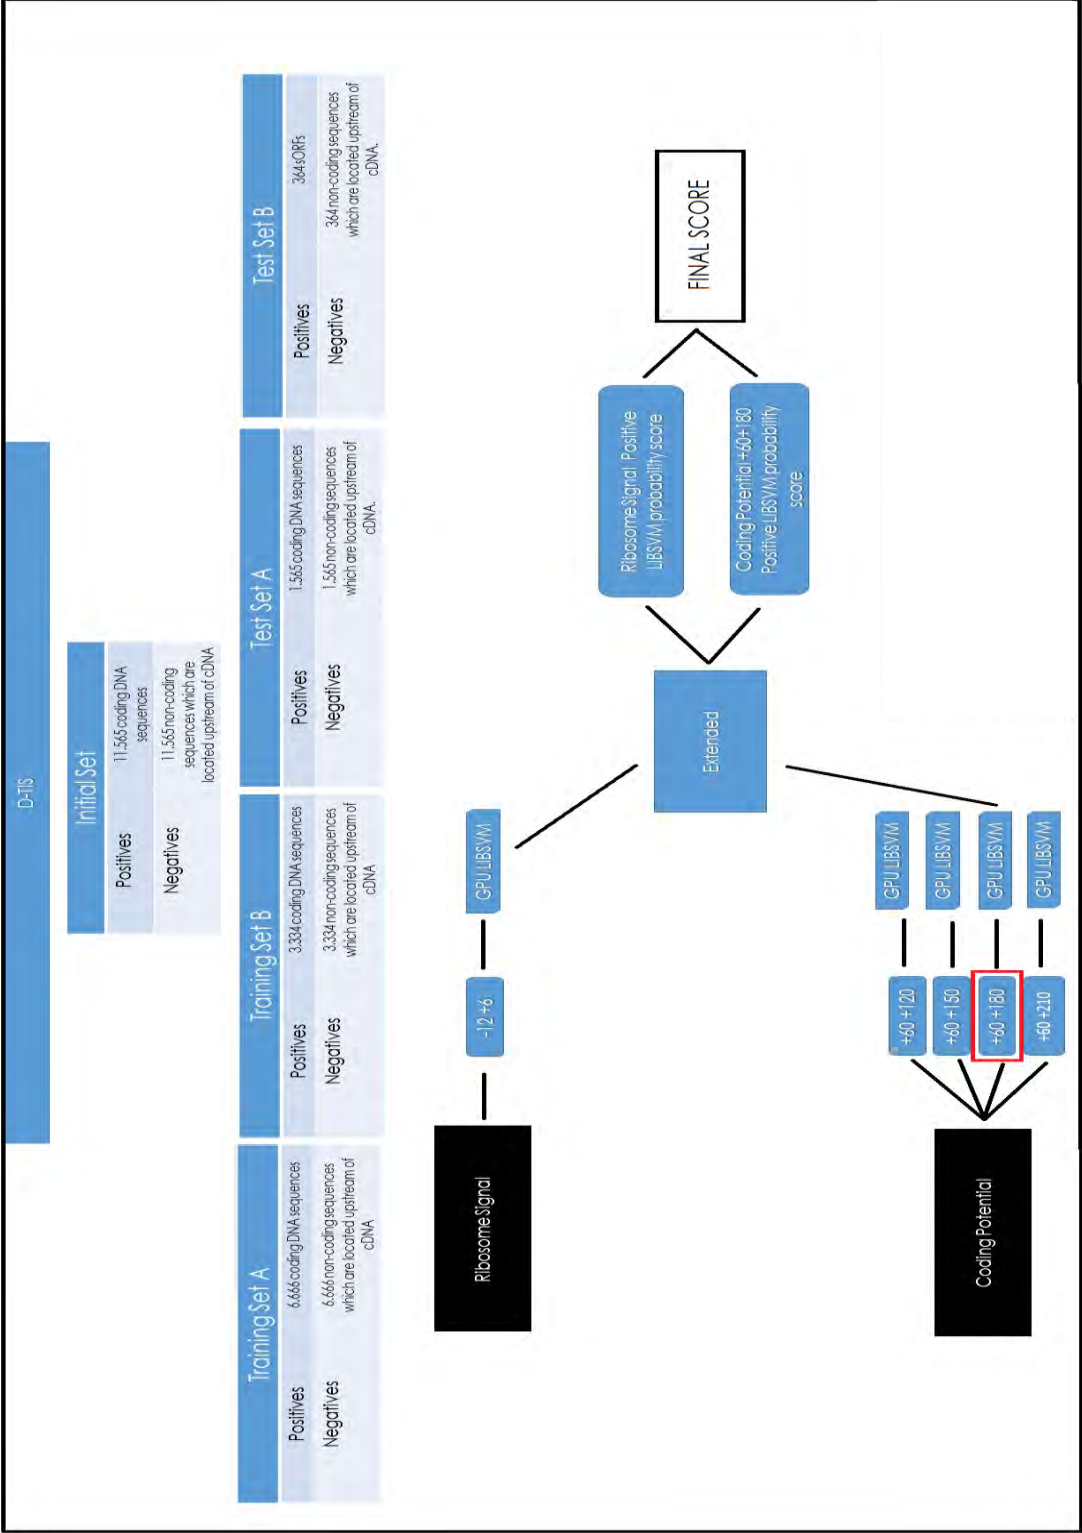 D-TIS
Initial Set
Positives
11.565 coding DNA
sequences
Negatives
11.565 non-coding
sequences which are
located upstream of cDNA
Training Set A
Positives
6.666 coding DNA sequences
Negatives
6.666 non-coding sequences
which are located upstream of
cDNA
Training Set B
Positives
3.334 coding DNA sequences
Negatives
3.334 non-coding sequences
which are located upstream of
cDNA
Test Set A
Positives
1.565 coding DNA sequences
Negatives
1.565 non-coding sequences
which are located upstream of
cDNA.
Test Set B
Positives
364 sORFs
Negatives
364 non-coding sequences
which are located upstream of
cDNA.
Ribosome Signal
-12 +6
GPU LIBSVM
Coding Potential
+60 +120
GPU LIBSVM
+60 +150
GPU LIBSVM
+60 +180
GPU LIBSVM
+60 +210
GPU LIBSVM
Extended
Ribosome Signal Positive
LIBSVM probability score
Coding Potential +60+180
Positive LIBSVM probability
score
FINAL SCORE